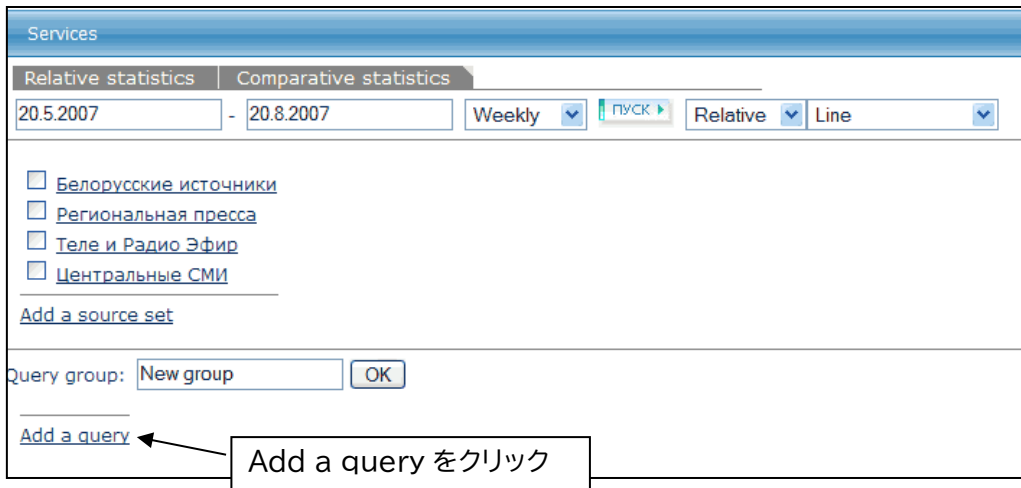 Services
Relative statistics Comparative statistics
20.5.2007 - 20.8.2007 Weekly ПУСК Relative Line
Белорусские источники
Региональная пресса
Теле и Радио Эфир
Центральные СМИ
Add a source set
Query group: New group OK
Add a query
Add a query をクリック